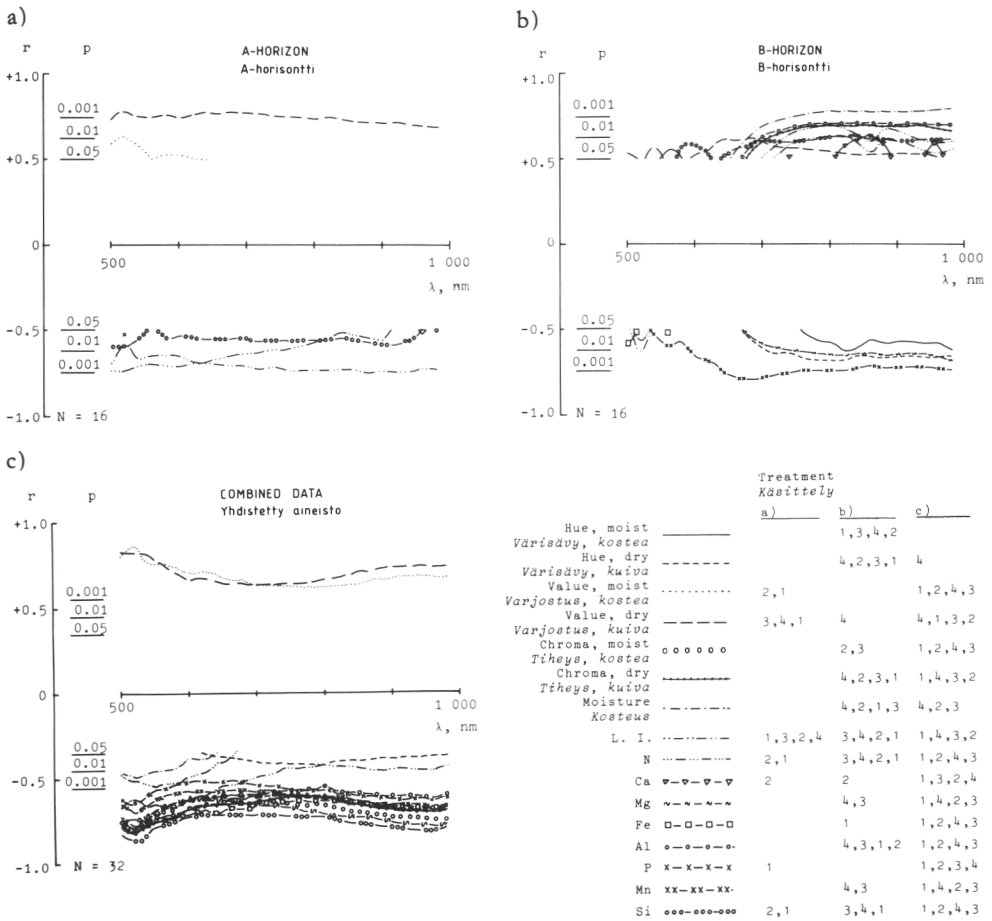 a)
r p
A-HORIZON
A-horisontti
+1.0
0.001
0.01
0.05
+0.5
0
500
1 000
λ, nm
0.05
-0.5
0.01
0.001
-1.0
N = 16
b)
r p
B-HORIZON
B-horisontti
+1.0
0.001
0.01
0.05
+0.5
0
500
1 000
λ, nm
0.05
-0.5
0.01
0.001
-1.0
N = 16
c)
r p
COMBINED DATA
Yhdistetty aineisto
+1.0
0.001
+0.5
0.01
0.05
0
500
1 000
λ, nm
0.05
0.01
-0.5
0.001
-1.0
N = 32
Treatment
Käsittely
a) b) c)
Hue, moist 1,3,4,2
Värisävy, kostea
Hue, dry 4,2,3,1 4
Värisävy, kuiva
Value, moist 2,1 1,2,4,3
Varjostus, kostea
Value, dry 3,4,1 4 4,1,3,2
Varjostus, kuiva
Chroma, moist 2,3 1,2,4,3
Tiheys, kostea
Chroma, dry 4,2,3,1 1,4,3,2
Tiheys, kuiva
Moisture 4,2,1,3 4,2,3
Kosteus
L. I. 1,3,2,4 3,4,2,1 1,4,3,2
N 2,1 3,4,2,1 1,2,4,3
Ca 2 2 1,3,2,4
Mg 4,3 1,4,2,3
Fe 1 1,2,4,3
Al 4,3,1,2 1,2,4,3
P x-x-x-x 1 1,2,3,4
Mn xx-xx-xx- 4,3 1,4,2,3
Si 2,1 3,4,1 1,2,4,3